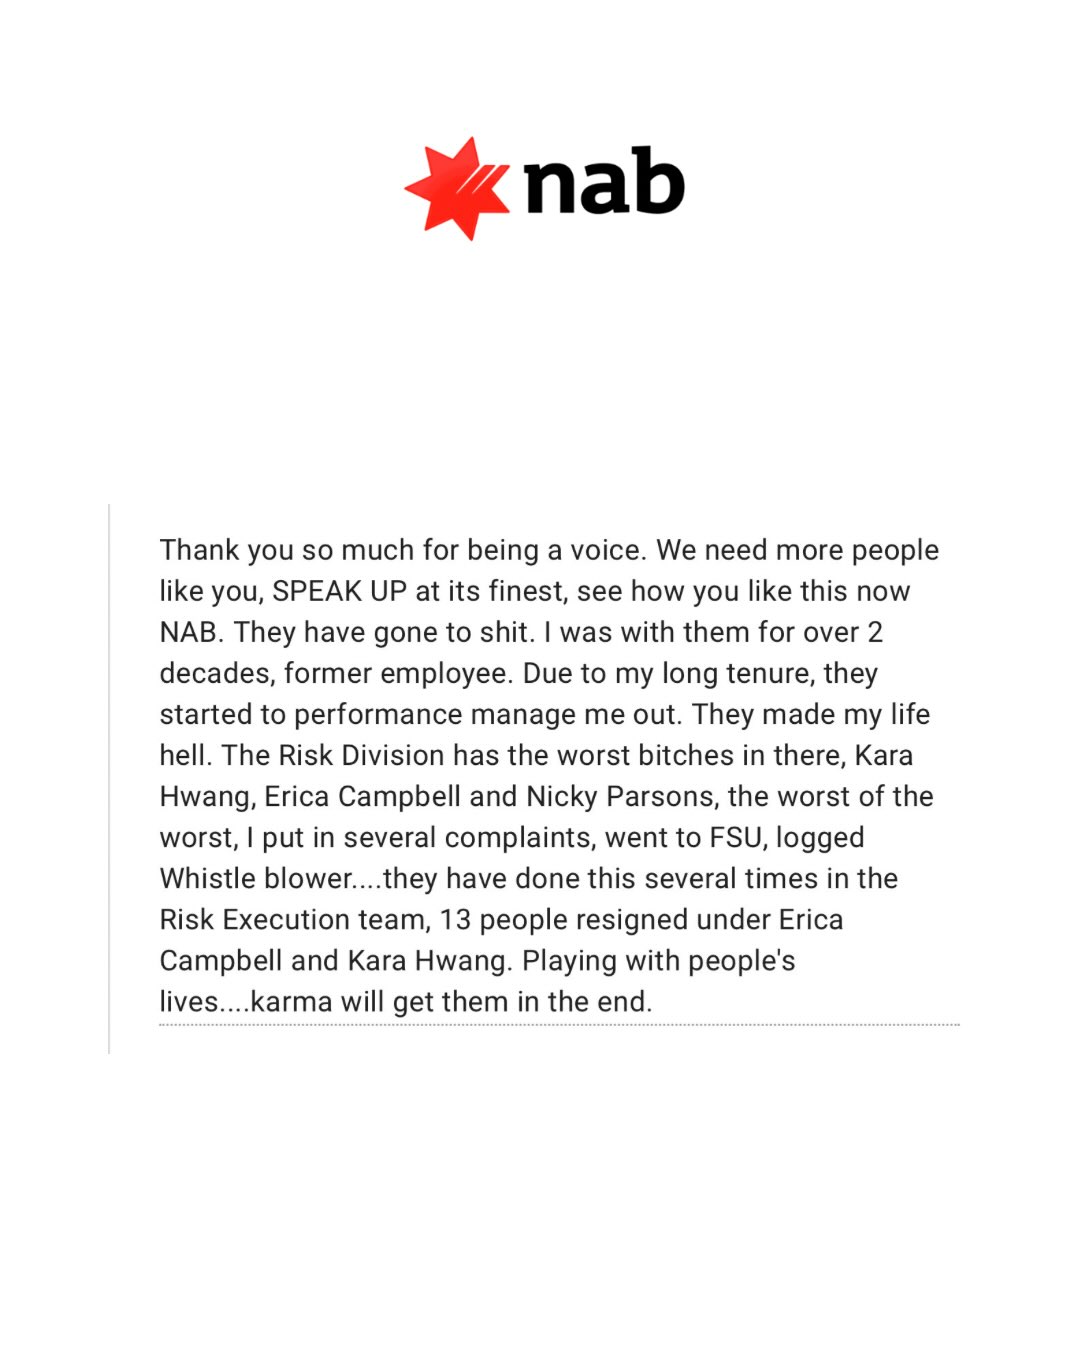 nab
Thank you so much for being a voice. We need more people
like you, SPEAK UP at its finest, see how you like this now
NAB. They have gone to shit. I was with them for over 2
decades, former employee. Due to my long tenure, they
started to performance manage me out. They made my life
hell. The Risk Division has the worst bitches in there, Kara
Hwang, Erica Campbell and Nicky Parsons, the worst of the
worst, I put in several complaints, went to FSU, logged
Whistle blower....they have done this several times in the
Risk Execution team, 13 people resigned under Erica
Campbell and Kara Hwang. Playing with people's
lives....karma will get them in the end.